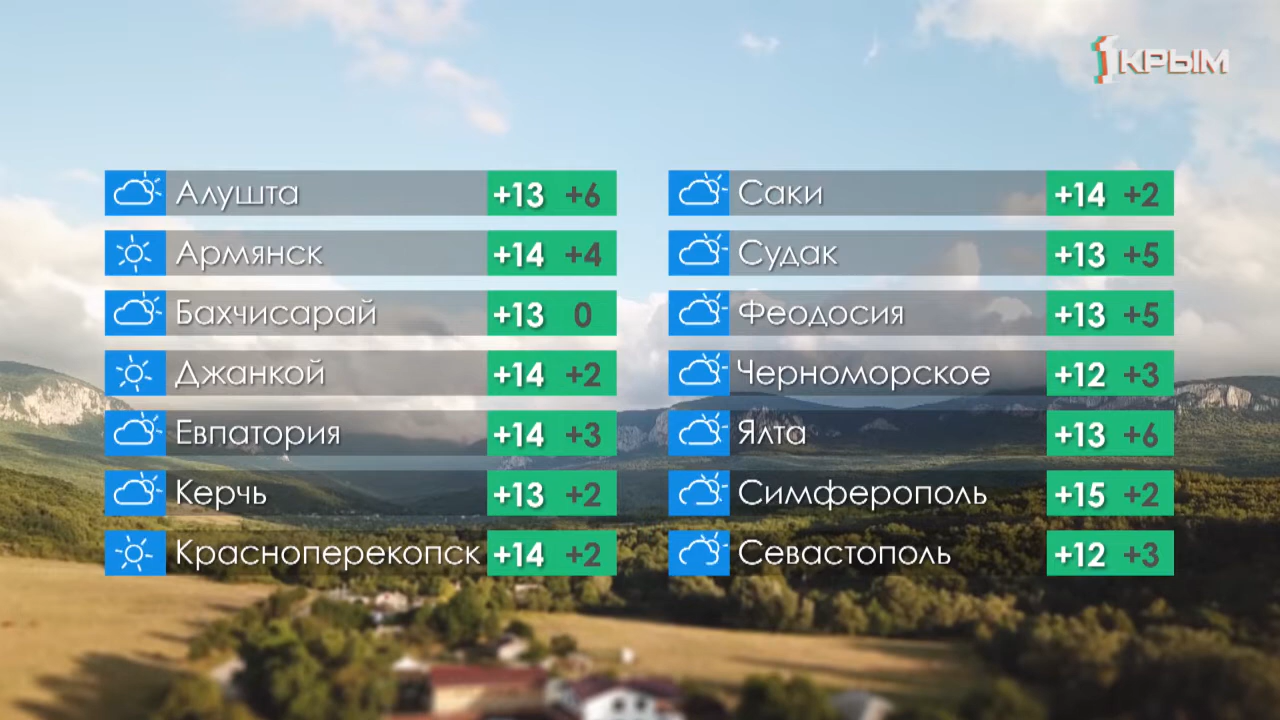 1КРЫМ
Алушта +13 +6
Армянск +14 +4
Бахчисарай +13 0
Джанкой +14 +2
Евпатория +14 +3
Керчь +13 +2
Красноперекопск +14 +2
Саки +14 +2
Судак +13 +5
Феодосия +13 +5
Черноморское +12 +3
Ялта +13 +6
Симферополь +15 +2
Севастополь +12 +3